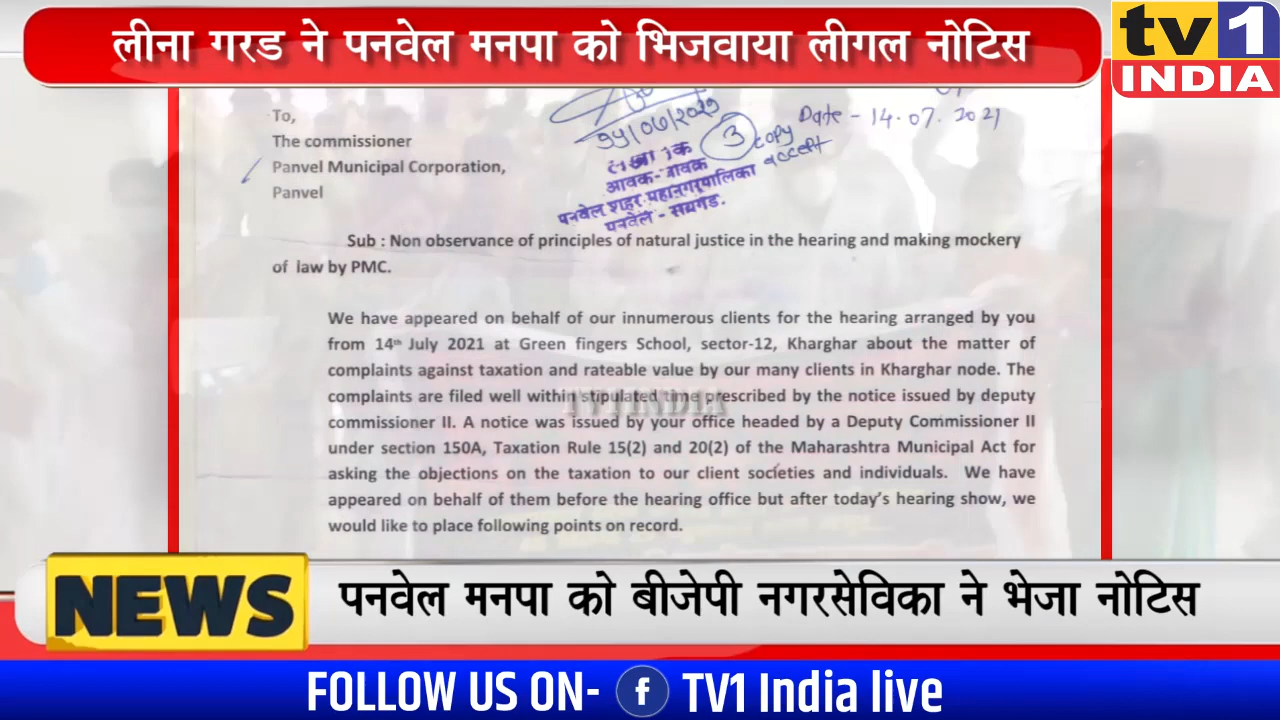 लीना गरड ने पनवेल मनपा को भिजवाया लीगल नोटिस
tv1
INDIA
To,
The commissioner
Panvel Municipal Corporation,
Panvel
Date - 14.07.2021
3 copy
accept
आवक-जावक
पनवेल शहर महानगरपालिका
पनवेल - रायगड.
Sub : Non observance of principles of natural justice in the hearing and making mockery
of law by PMC.
We have appeared on behalf of our innumerous clients for the hearing arranged by you
from 14th July 2021 at Green fingers School, sector-12, Kharghar about the matter of
complaints against taxation and rateable value by our many clients in Kharghar node. The
complaints are filed well within stipulated time prescribed by the notice issued by deputy
commissioner II. A notice was issued by your office headed by a Deputy Commissioner II
under section 150A, Taxation Rule 15(2) and 20(2) of the Maharashtra Municipal Act for
asking the objections on the taxation to our client societies and individuals. We have
appeared on behalf of them before the hearing office but after today's hearing show, we
would like to place following points on record.
TV1 INDIA
NEWS
पनवेल मनपा को बीजेपी नगरसेविका ने भेजा नोटिस
FOLLOW US ON- f TV1 India live